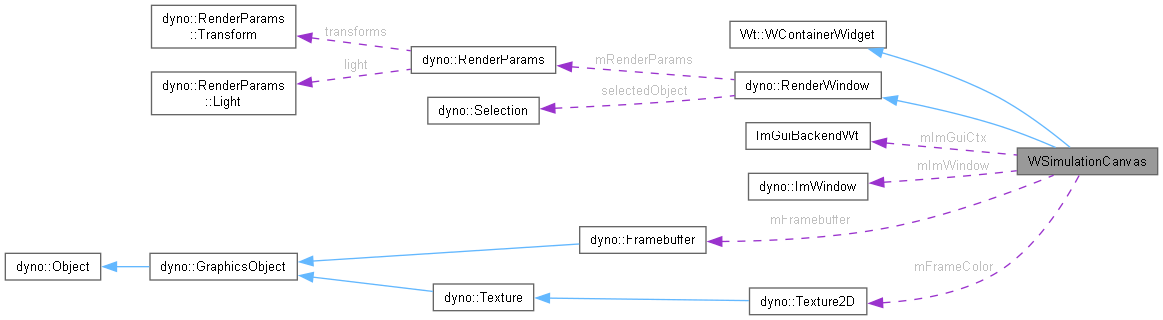 dyno::RenderParams
::Transform
transforms
Wt::WContainerWidget
dyno::RenderParams
mRenderParams
light
dyno::RenderParams
::Light
selectedObject
dyno::RenderWindow
dyno::Selection
ImGuiBackendWt
mImGuiCtx
WSimulationCanvas
mImWindow
dyno::ImWindow
mFramebuffer
dyno::Framebuffer
dyno::Object
dyno::GraphicsObject
mFrameColor
dyno::Texture
dyno::Texture2D